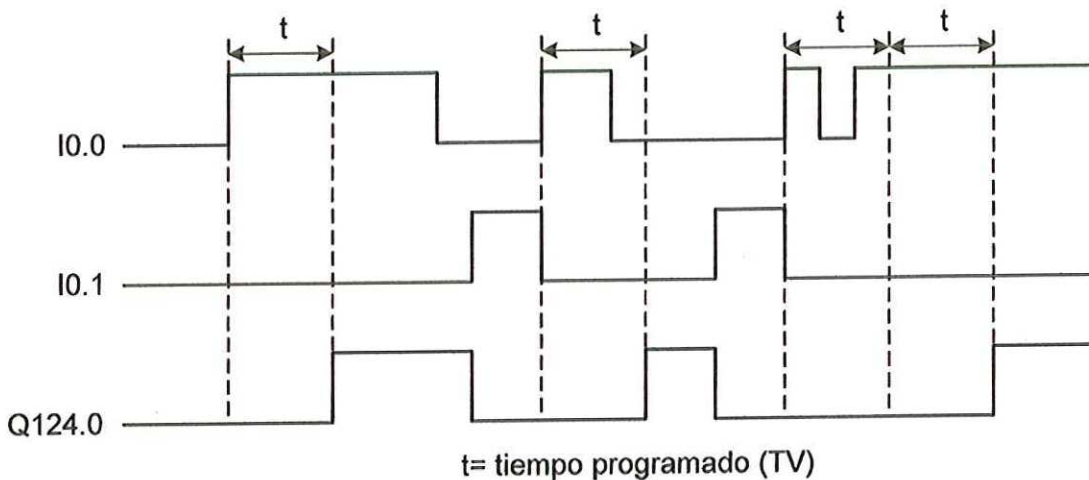 t
t
t
t
I0.0
I0.1
Q124.0
t= tiempo programado (TV)